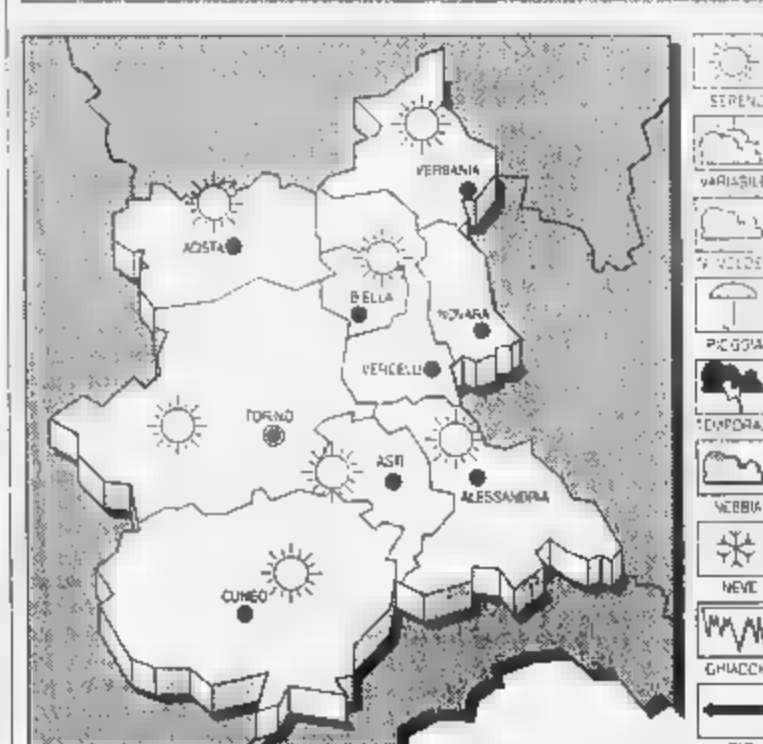 VERBANIA
AOSTA
BIELLA
NOVARA
VERCELLI
TORINO
ASTI
ALESSANDRIA
CUNEO
SERENO
VARIABILE
PIOGGIA
NEBBIA
NEVE